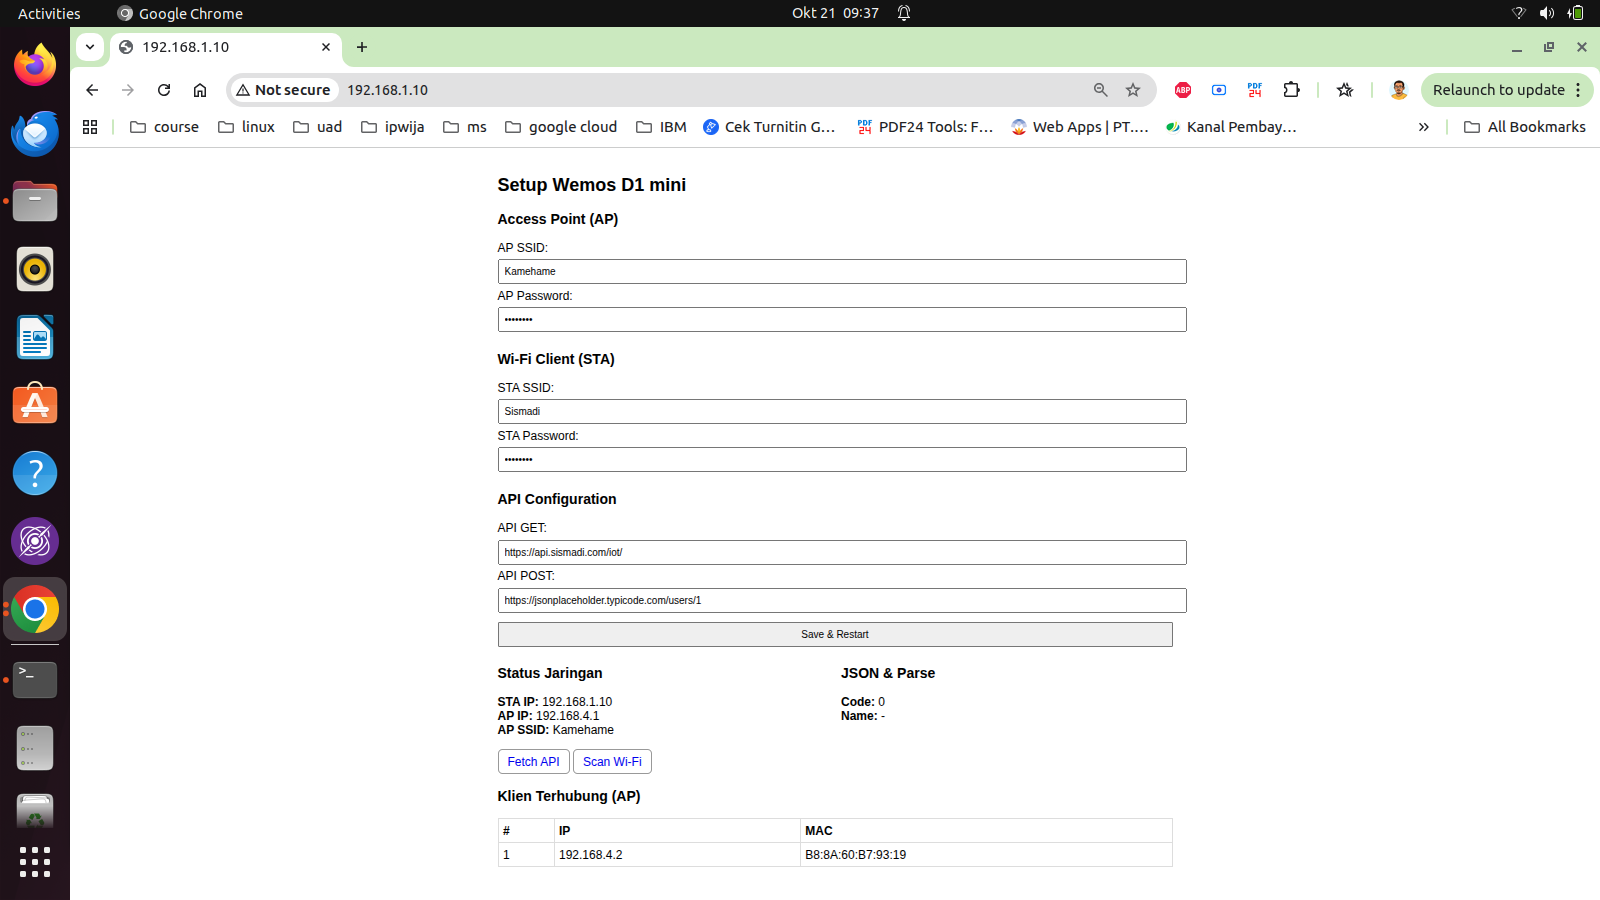 Activities
Google Chrome
Okt 21 09:37
192.168.1.10
Not secure
192.168.1.10
ABP
PDF 24
Relaunch to update
course
linux
uad
ipwija
ms
google cloud
IBM
Cek Turnitin G...
PDF24 Tools: F...
Web Apps | PT....
Kanal Pembay...
All Bookmarks
Setup Wemos D1 mini
Access Point (AP)
AP SSID:
Kamehame
AP Password:
••••••••
Wi-Fi Client (STA)
STA SSID:
Sismadi
STA Password:
••••••••
API Configuration
API GET:
https://api.sismadi.com/iot/
API POST:
https://jsonplaceholder.typicode.com/users/1
Save & Restart
Status Jaringan
STA IP: 192.168.1.10
AP IP: 192.168.4.1
AP SSID: Kamehame
JSON & Parse
Code: 0
Name: -
Fetch API
Scan Wi-Fi
Klien Terhubung (AP)
# IP MAC
1 192.168.4.2 B8:8A:60:B7:93:19